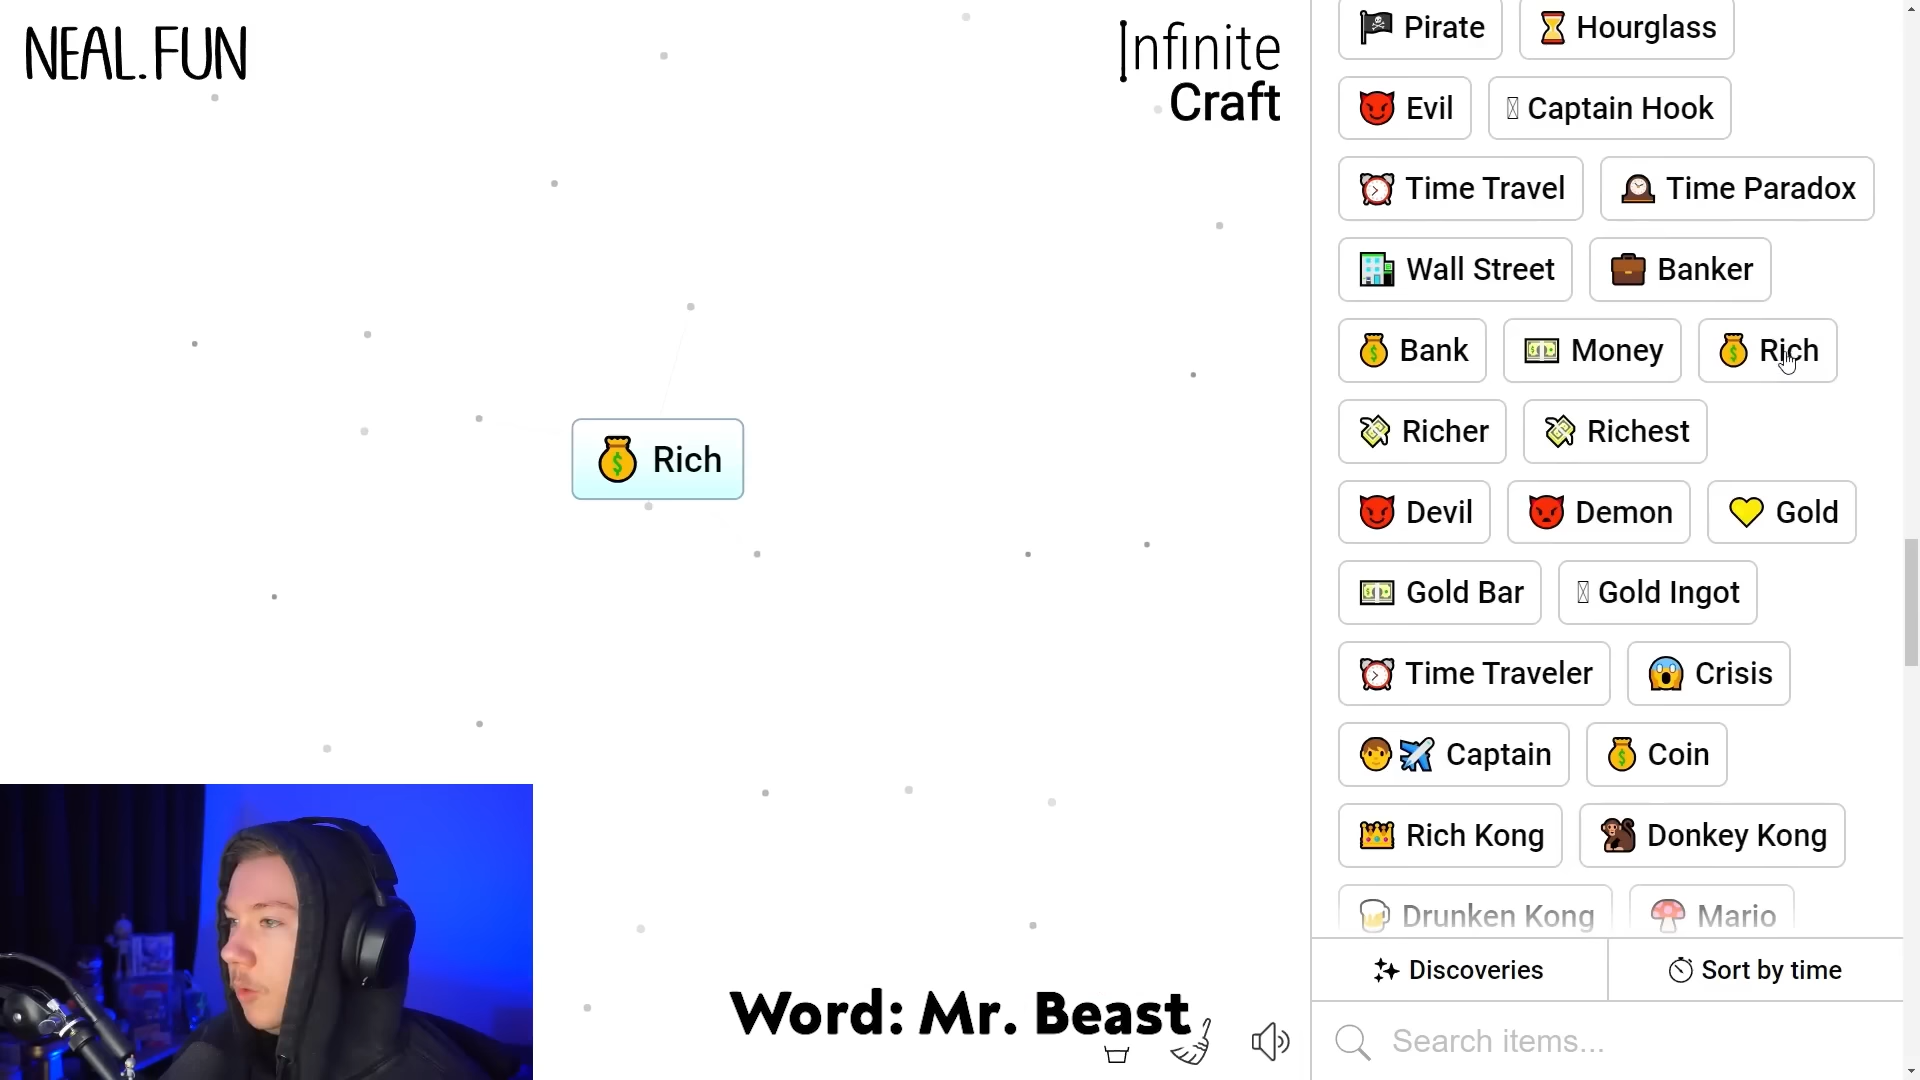 NEAL.FUN
Infinite
Craft
Pirate
Hourglass
Evil
Captain Hook
Time Travel
Time Paradox
Wall Street
Banker
Bank
Money
Rich
Richer
Richest
Rich
Devil
Demon
Gold
Gold Bar
Gold Ingot
Time Traveler
Crisis
Captain
Coin
Rich Kong
Donkey Kong
Drunken Kong
Mario
Discoveries
Sort by time
Word: Mr. Beast
Search items...